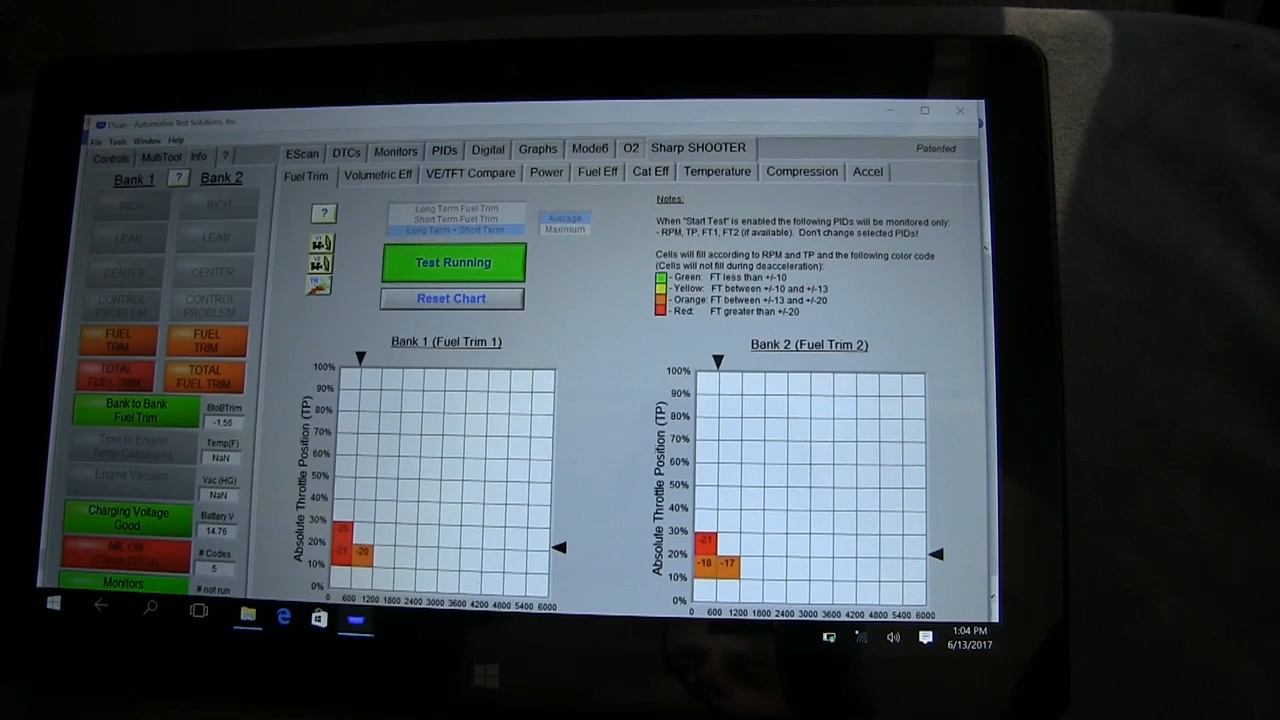 EScan - Automotive Test Solutions, Inc.
File Tools Window Help
Controls MultiTool Info ?
EScan DTCs Monitors PIDs Digital Graphs Mode6 O2 Sharp SHOOTER
Patented
Fuel Trim Volumetric Eff VE/TFT Compare Power Fuel Eff Cat Eff Temperature Compression Accel
Bank 1 ? Bank 2
RICH RICH
LEAN LEAN
CENTER CENTER
CONTROL PROBLEM CONTROL PROBLEM
FUEL TRIM FUEL TRIM
TOTAL FUEL TRIM TOTAL FUEL TRIM
Bank to Bank
Fuel Trim
BtoBTrim
-1.56
Time to Engine
Temp Calculating
Temp(F)
NaN
Engine Vacuum
Vac (HG)
NaN
Charging Voltage
Good
Battery V
14.76
MIL ON
(Check DTCs)
# Codes
5
Monitors
# not run
?
Long Term Fuel Trim
Short Term Fuel Trim
Long Term + Short Term
Average
Maximum
Test Running
Reset Chart
Notes:
When "Start Test" is enabled the following PIDs will be monitored only:
- RPM, TP, FT1, FT2 (if available). Don't change selected PIDs!
Cells will fill according to RPM and TP and the following color code
(Cells will not fill during deacceleration):
- Green: FT less than +/-10
- Yellow: FT between +/-10 and +/-13
- Orange: FT between +/-13 and +/-20
- Red: FT greater than +/-20
Bank 1 (Fuel Trim 1)
Absolute Throttle Position (TP)
100%
90%
80%
70%
60%
50%
40%
30%
20%
10%
0%
-25
-21 -20
0 600 1200 1800 2400 3000 3600 4200 4800 5400 6000
Bank 2 (Fuel Trim 2)
Absolute Throttle Position (TP)
100%
90%
80%
70%
60%
50%
40%
30%
20%
10%
0%
-21
-18 -17
0 600 1200 1800 2400 3000 3600 4200 4800 5400 6000
1:04 PM
6/13/2017